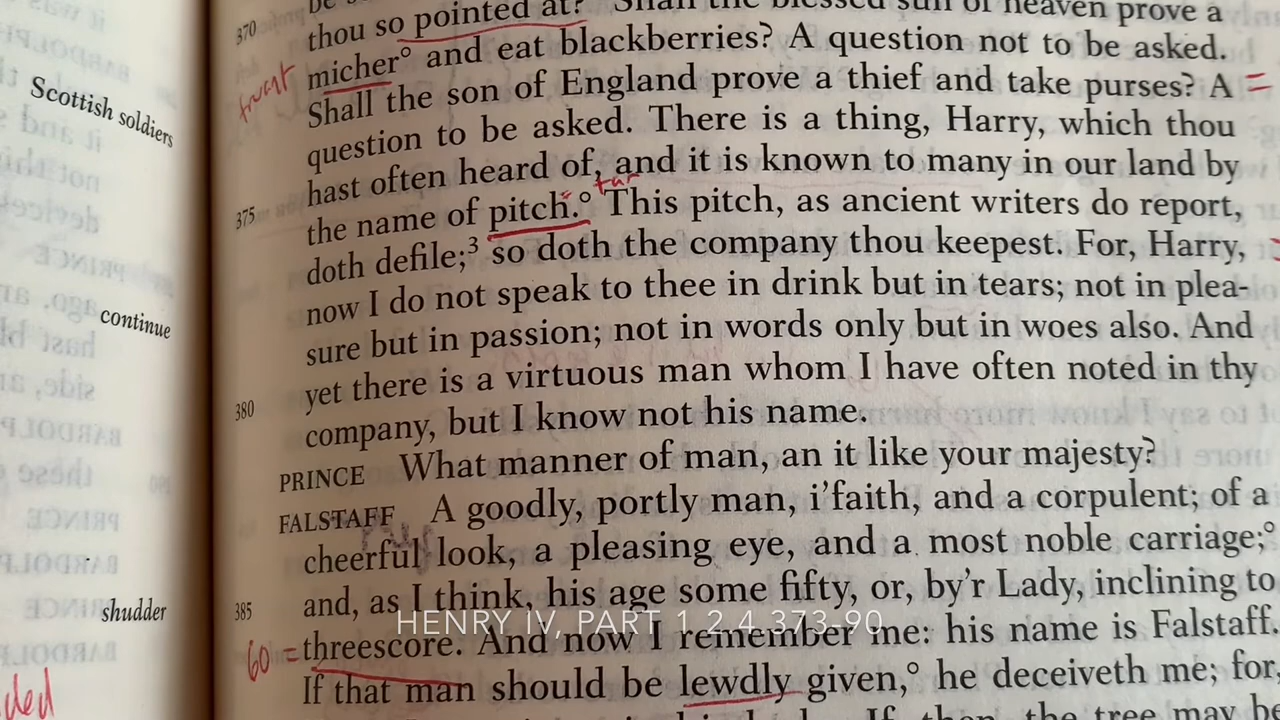 Scottish soldiers
continue
shudder
ded
370
thou so pointed at? Shall the blessed sun of heaven prove a
truant
micher° and eat blackberries? A question not to be asked.
Shall the son of England prove a thief and take purses? A =
question to be asked. There is a thing, Harry, which thou
hast often heard of, and it is known to many in our land by
tar
375
the name of pitch.° This pitch, as ancient writers do report,
doth defile;3 so doth the company thou keepest. For, Harry,
now I do not speak to thee in drink but in tears; not in plea-
sure but in passion; not in words only but in woes also. And
yet there is a virtuous man whom I have often noted in thy
380
company, but I know not his name.
PRINCE What manner of man, an it like your majesty?
FALSTAFF A goodly, portly man, i'faith, and a corpulent; of a
cheerful look, a pleasing eye, and a most noble carriage;°
385
and, as I think, his age some fifty, or, by'r Lady, inclining to
HENRY IV, PART 1 2.4.373-90
60 = threescore. And now I remember me: his name is Falstaff.
If that man should be lewdly given,° he deceiveth me; for,
If, then, the tree may be